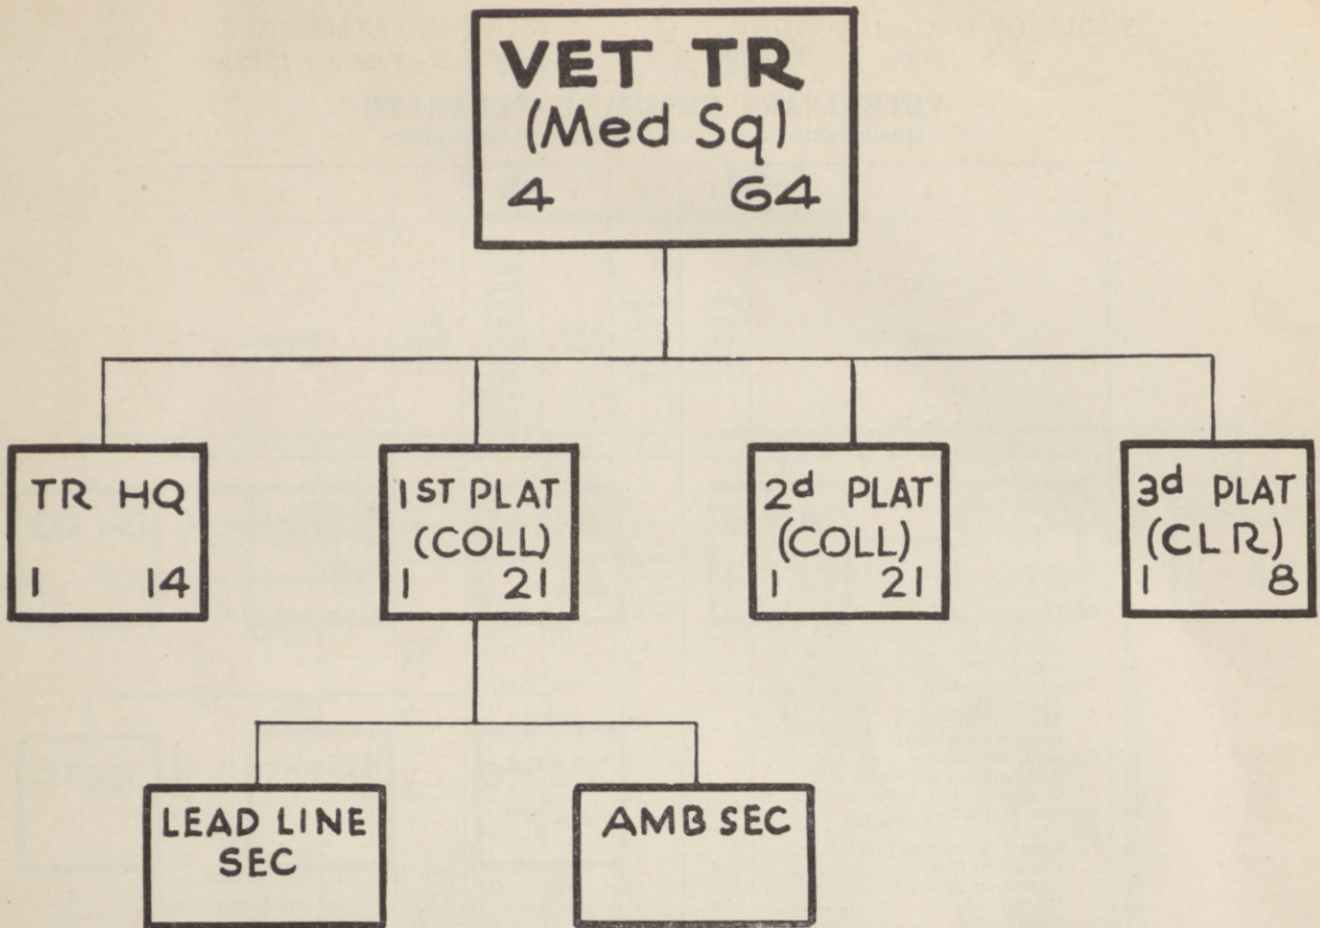 VET TR
(Med Sq)
4 64
TR HQ
1 14
1ST PLAT
(COLL)
1 21
2d PLAT
(COLL)
1 21
3d PLAT
(CLR)
1 8
LEAD LINE
SEC
AMB SEC